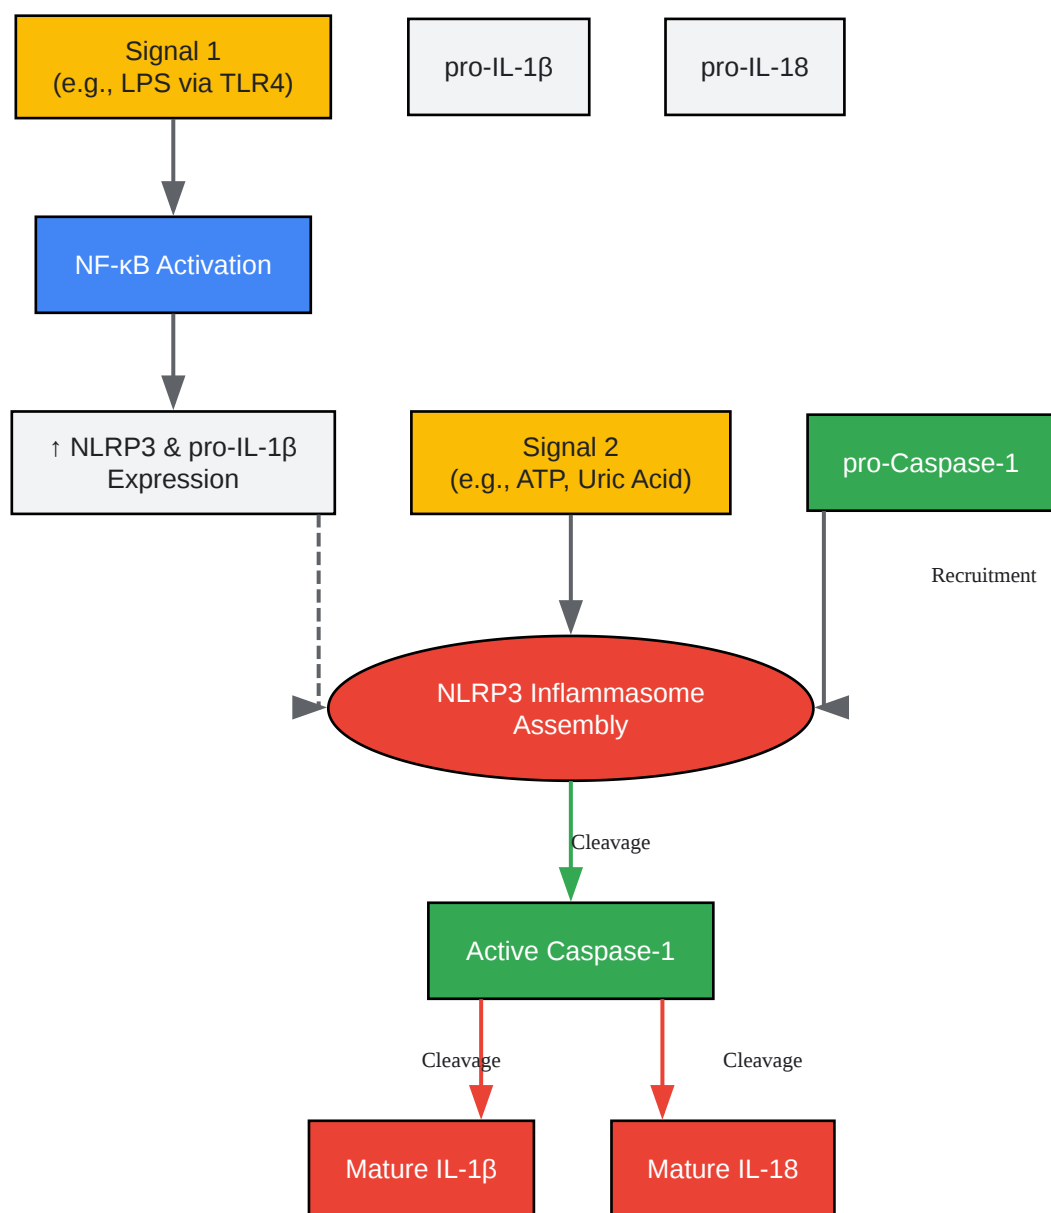 Signal 1
(e.g., LPS via TLR4)
pro-IL-1β
pro-IL-18
NF-κB Activation
↑ NLRP3 & pro-IL-1β
Expression
Signal 2
(e.g., ATP, Uric Acid)
pro-Caspase-1
Recruitment
NLRP3 Inflammasome
Assembly
Cleavage
Active Caspase-1
Cleavage
Cleavage
Mature IL-1β
Mature IL-18